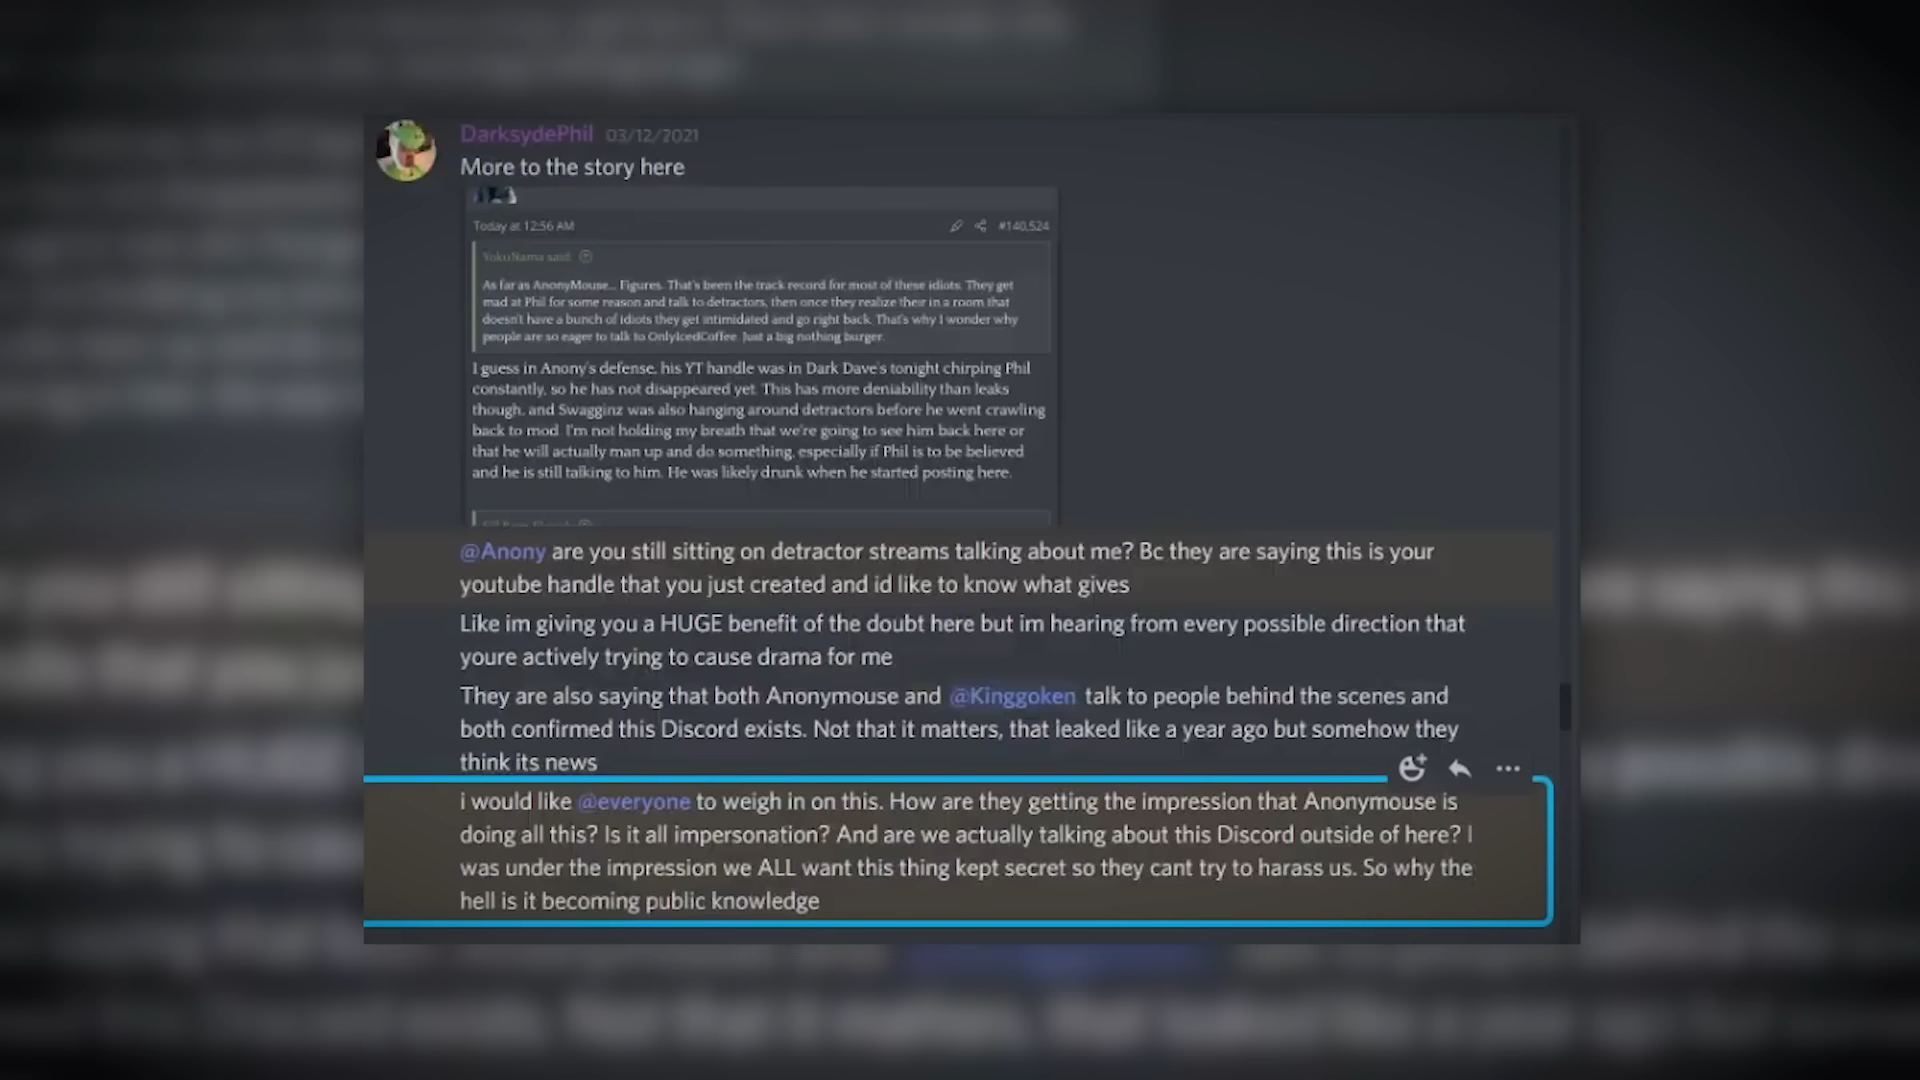 DarksydePhil 03/12/2021
More to the story here
Today at 12:56 AM #140,524
YokuNama said:
As far as AnonyMouse... Figures. That's been the track record for most of these idiots. They get
mad at Phil for some reason and talk to detractors, then once they realize their in a room that
doesn't have a bunch of idiots they get intimidated and go right back. That's why I wonder why
people are so eager to talk to OnlyIcedCoffee. Just a big nothing burger.
I guess in Anony's defense, his YT handle was in Dark Dave's tonight chirping Phil
constantly, so he has not disappeared yet. This has more deniability than leaks
though, and Swagginz was also hanging around detractors before he went crawling
back to mod. I'm not holding my breath that we're going to see him back here or
that he will actually man up and do something, especially if Phil is to be believed
and he is still talking to him. He was likely drunk when he started posting here.
@Anony are you still sitting on detractor streams talking about me? Bc they are saying this is your
youtube handle that you just created and id like to know what gives
Like im giving you a HUGE benefit of the doubt here but im hearing from every possible direction that
youre actively trying to cause drama for me
They are also saying that both Anonymouse and @Kinggoken talk to people behind the scenes and
both confirmed this Discord exists. Not that it matters, that leaked like a year ago but somehow they
think its news
i would like @everyone to weigh in on this. How are they getting the impression that Anonymouse is
doing all this? Is it all impersonation? And are we actually talking about this Discord outside of here? I
was under the impression we ALL want this thing kept secret so they cant try to harass us. So why the
hell is it becoming public knowledge